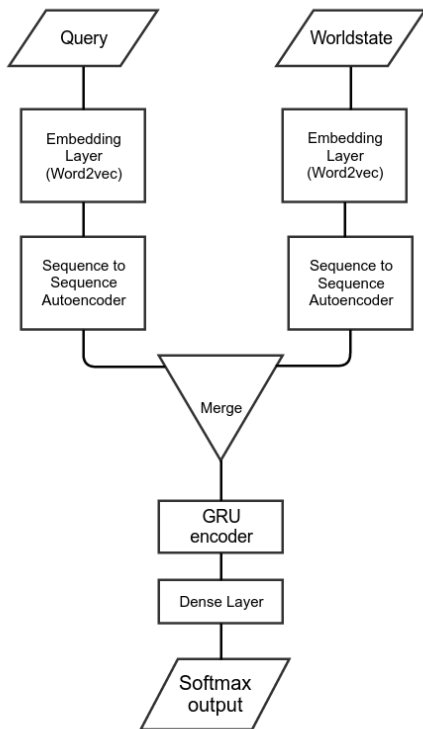 Query
Worldstate
Embedding
Layer
(Word2vec)
Embedding
Layer
(Word2vec)
Sequence to
Sequence
Autoencoder
Sequence to
Sequence
Autoencoder
Merge
GRU
encoder
Dense Layer
Softmax
output